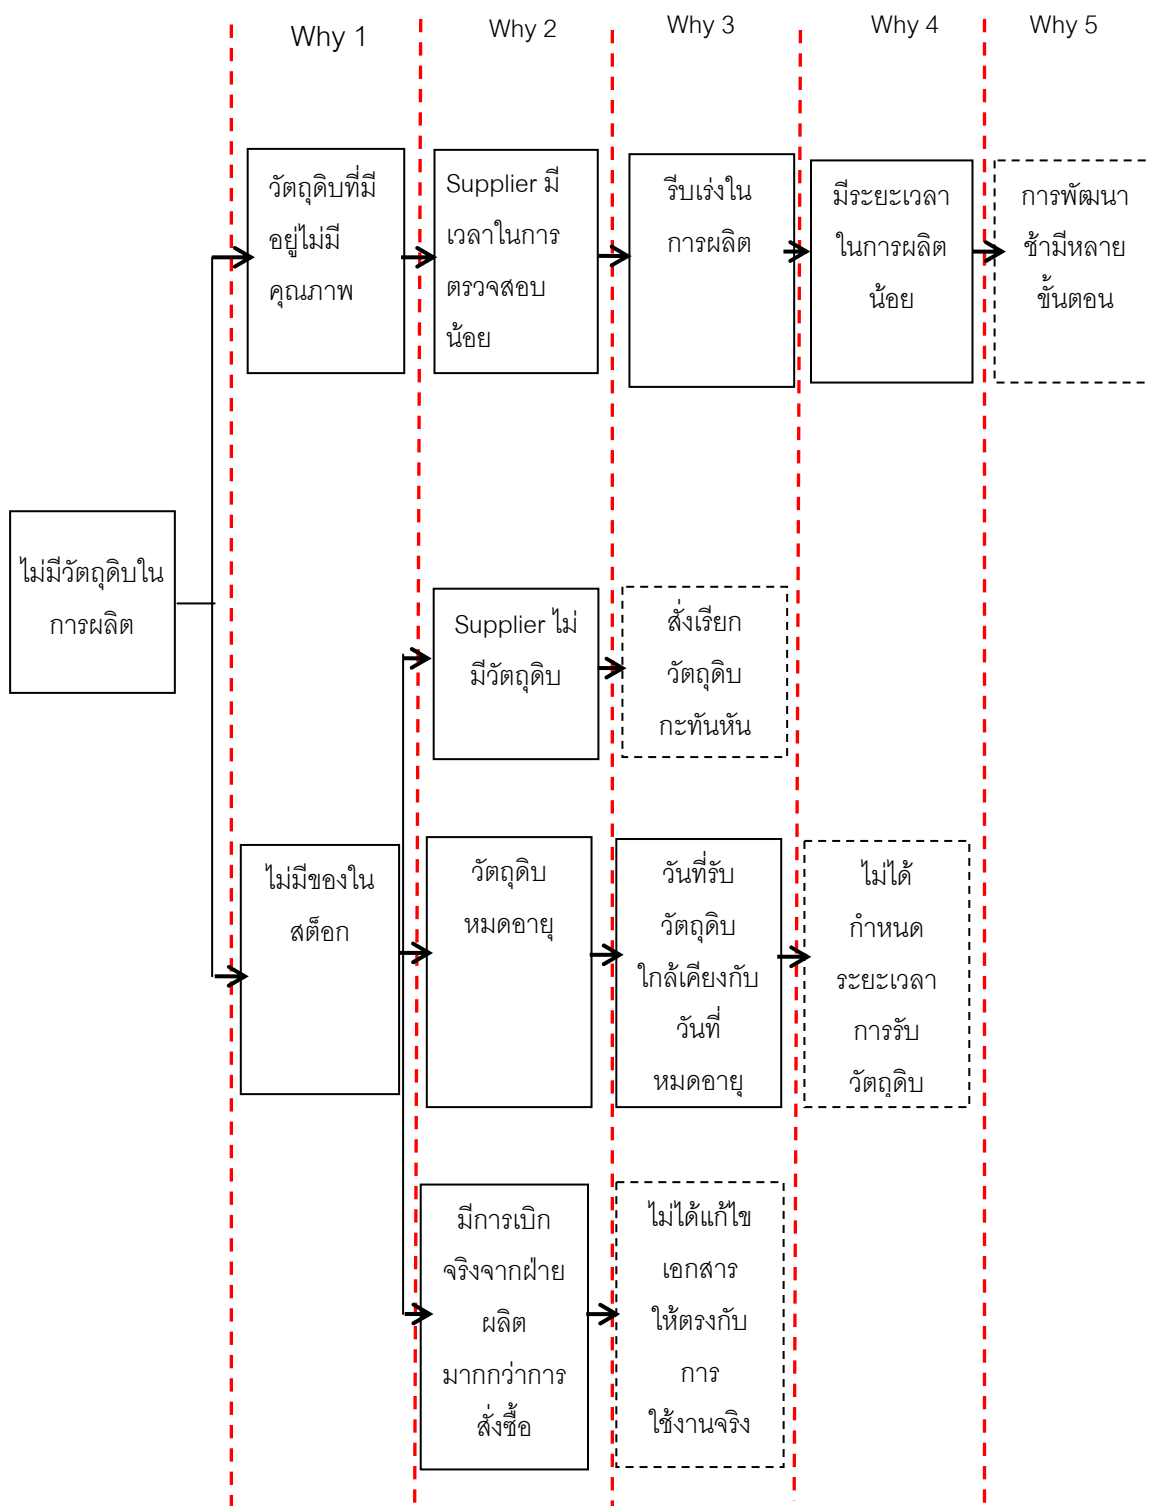 Why 1
Why 2
Why 3
Why 4
Why 5
วัตถุดิบที่มี
อยู่ไม่มี
คุณภาพ
Supplier มี
เวลาในการ
ตรวจสอบ
น้อย
รีบเร่งใน
การผลิต
มีระยะเวลา
ในการผลิต
น้อย
การพัฒนา
ช้ามีหลาย
ขั้นตอน
ไม่มีวัตถุดิบใน
การผลิต
Supplier ไม่
มีวัตถุดิบ
สั่งเรียก
วัตถุดิบ
กะทันหัน
ไม่มีของใน
สต็อก
วัตถุดิบ
หมดอายุ
วันที่รับ
วัตถุดิบ
ใกล้เคียงกับ
วันที่
หมดอายุ
ไม่ได้
กำหนด
ระยะเวลา
การรับ
วัตถุดิบ
มีการเบิก
จริงจากฝ่าย
ผลิต
มากกว่าการ
สั่งซื้อ
ไม่ได้แก้ไข
เอกสาร
ให้ตรงกับ
การ
ใช้งานจริง